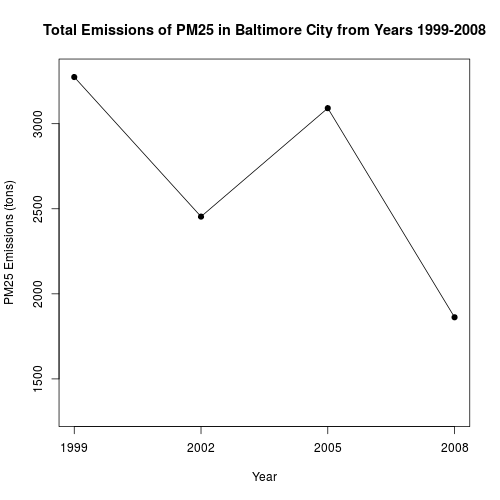 Total Emissions of PM25 in Baltimore City from Years 1999-2008
PM25 Emissions (tons)
3000
2500
2000
1500
1999 2002 2005 2008
Year